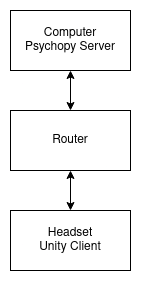 Computer
Psychopy Server
Router
Headset
Unity Client